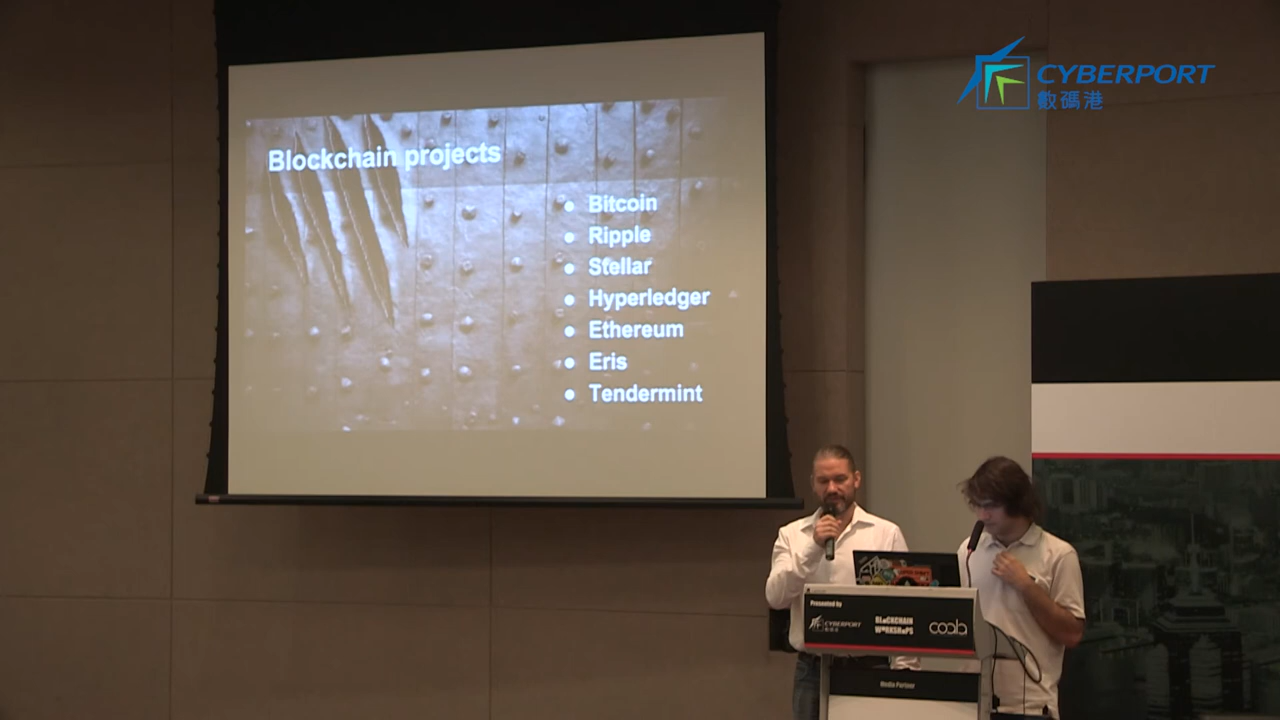 CYBERPORT
數碼港
Blockchain projects
● Bitcoin
● Ripple
● Stellar
● Hyperledger
● Ethereum
● Eris
● Tendermint
Presented by
CYBERPORT
BLOCKCHAIN
WORKSHOPS
coala
Media Partner